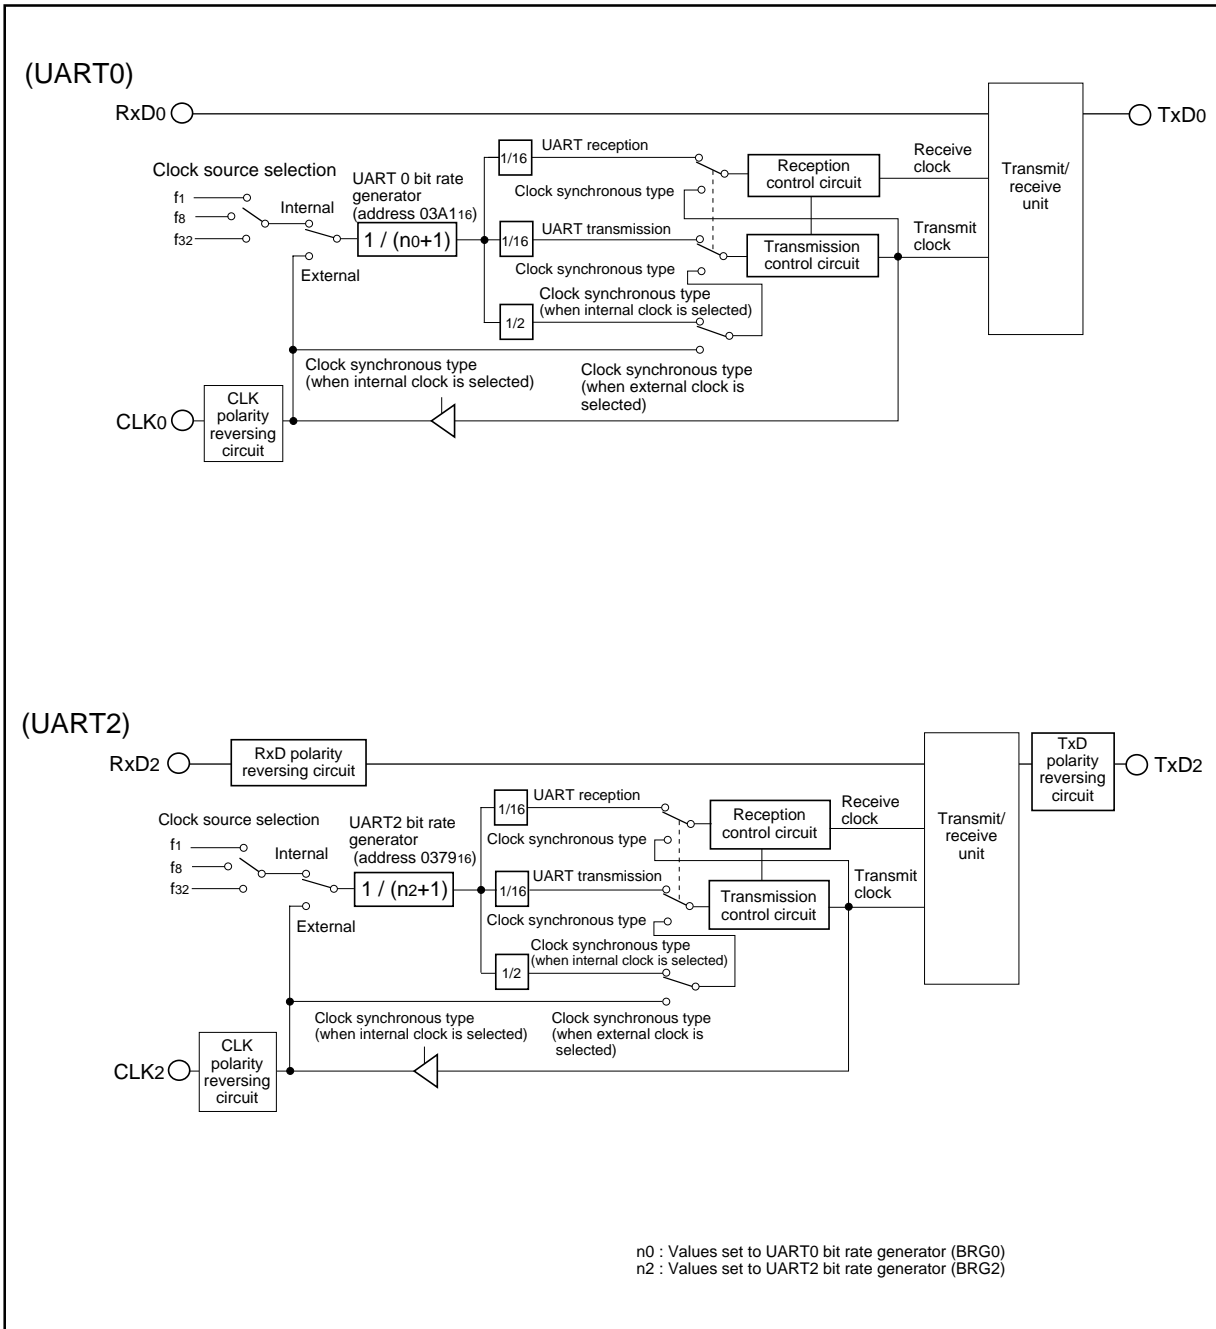 (UART0)
RxD0
TxD0
Clock source selection
f1
f8
f32
Internal
External
UART 0 bit rate
generator
(address 03A116)
1 / (n0+1)
1/16
UART reception
Clock synchronous type
1/16
UART transmission
Clock synchronous type
1/2
Clock synchronous type
(when internal clock is selected)
Reception
control circuit
Transmission
control circuit
Receive
clock
Transmit
clock
Transmit/
receive
unit
Clock synchronous type
(when internal clock is selected)
Clock synchronous type
(when external clock is
selected)
CLK0
CLK
polarity
reversing
circuit
(UART2)
RxD2
RxD polarity
reversing circuit
TxD
polarity
reversing
circuit
TxD2
Clock source selection
f1
f8
f32
Internal
External
UART2 bit rate
generator
(address 037916)
1 / (n2+1)
1/16
UART reception
Clock synchronous type
1/16
UART transmission
Clock synchronous type
1/2
Clock synchronous type
(when internal clock is selected)
Reception
control circuit
Transmission
control circuit
Receive
clock
Transmit
clock
Transmit/
receive
unit
Clock synchronous type
(when internal clock is selected)
Clock synchronous type
(when external clock is
selected)
CLK2
CLK
polarity
reversing
circuit
n0 : Values set to UART0 bit rate generator (BRG0)
n2 : Values set to UART2 bit rate generator (BRG2)